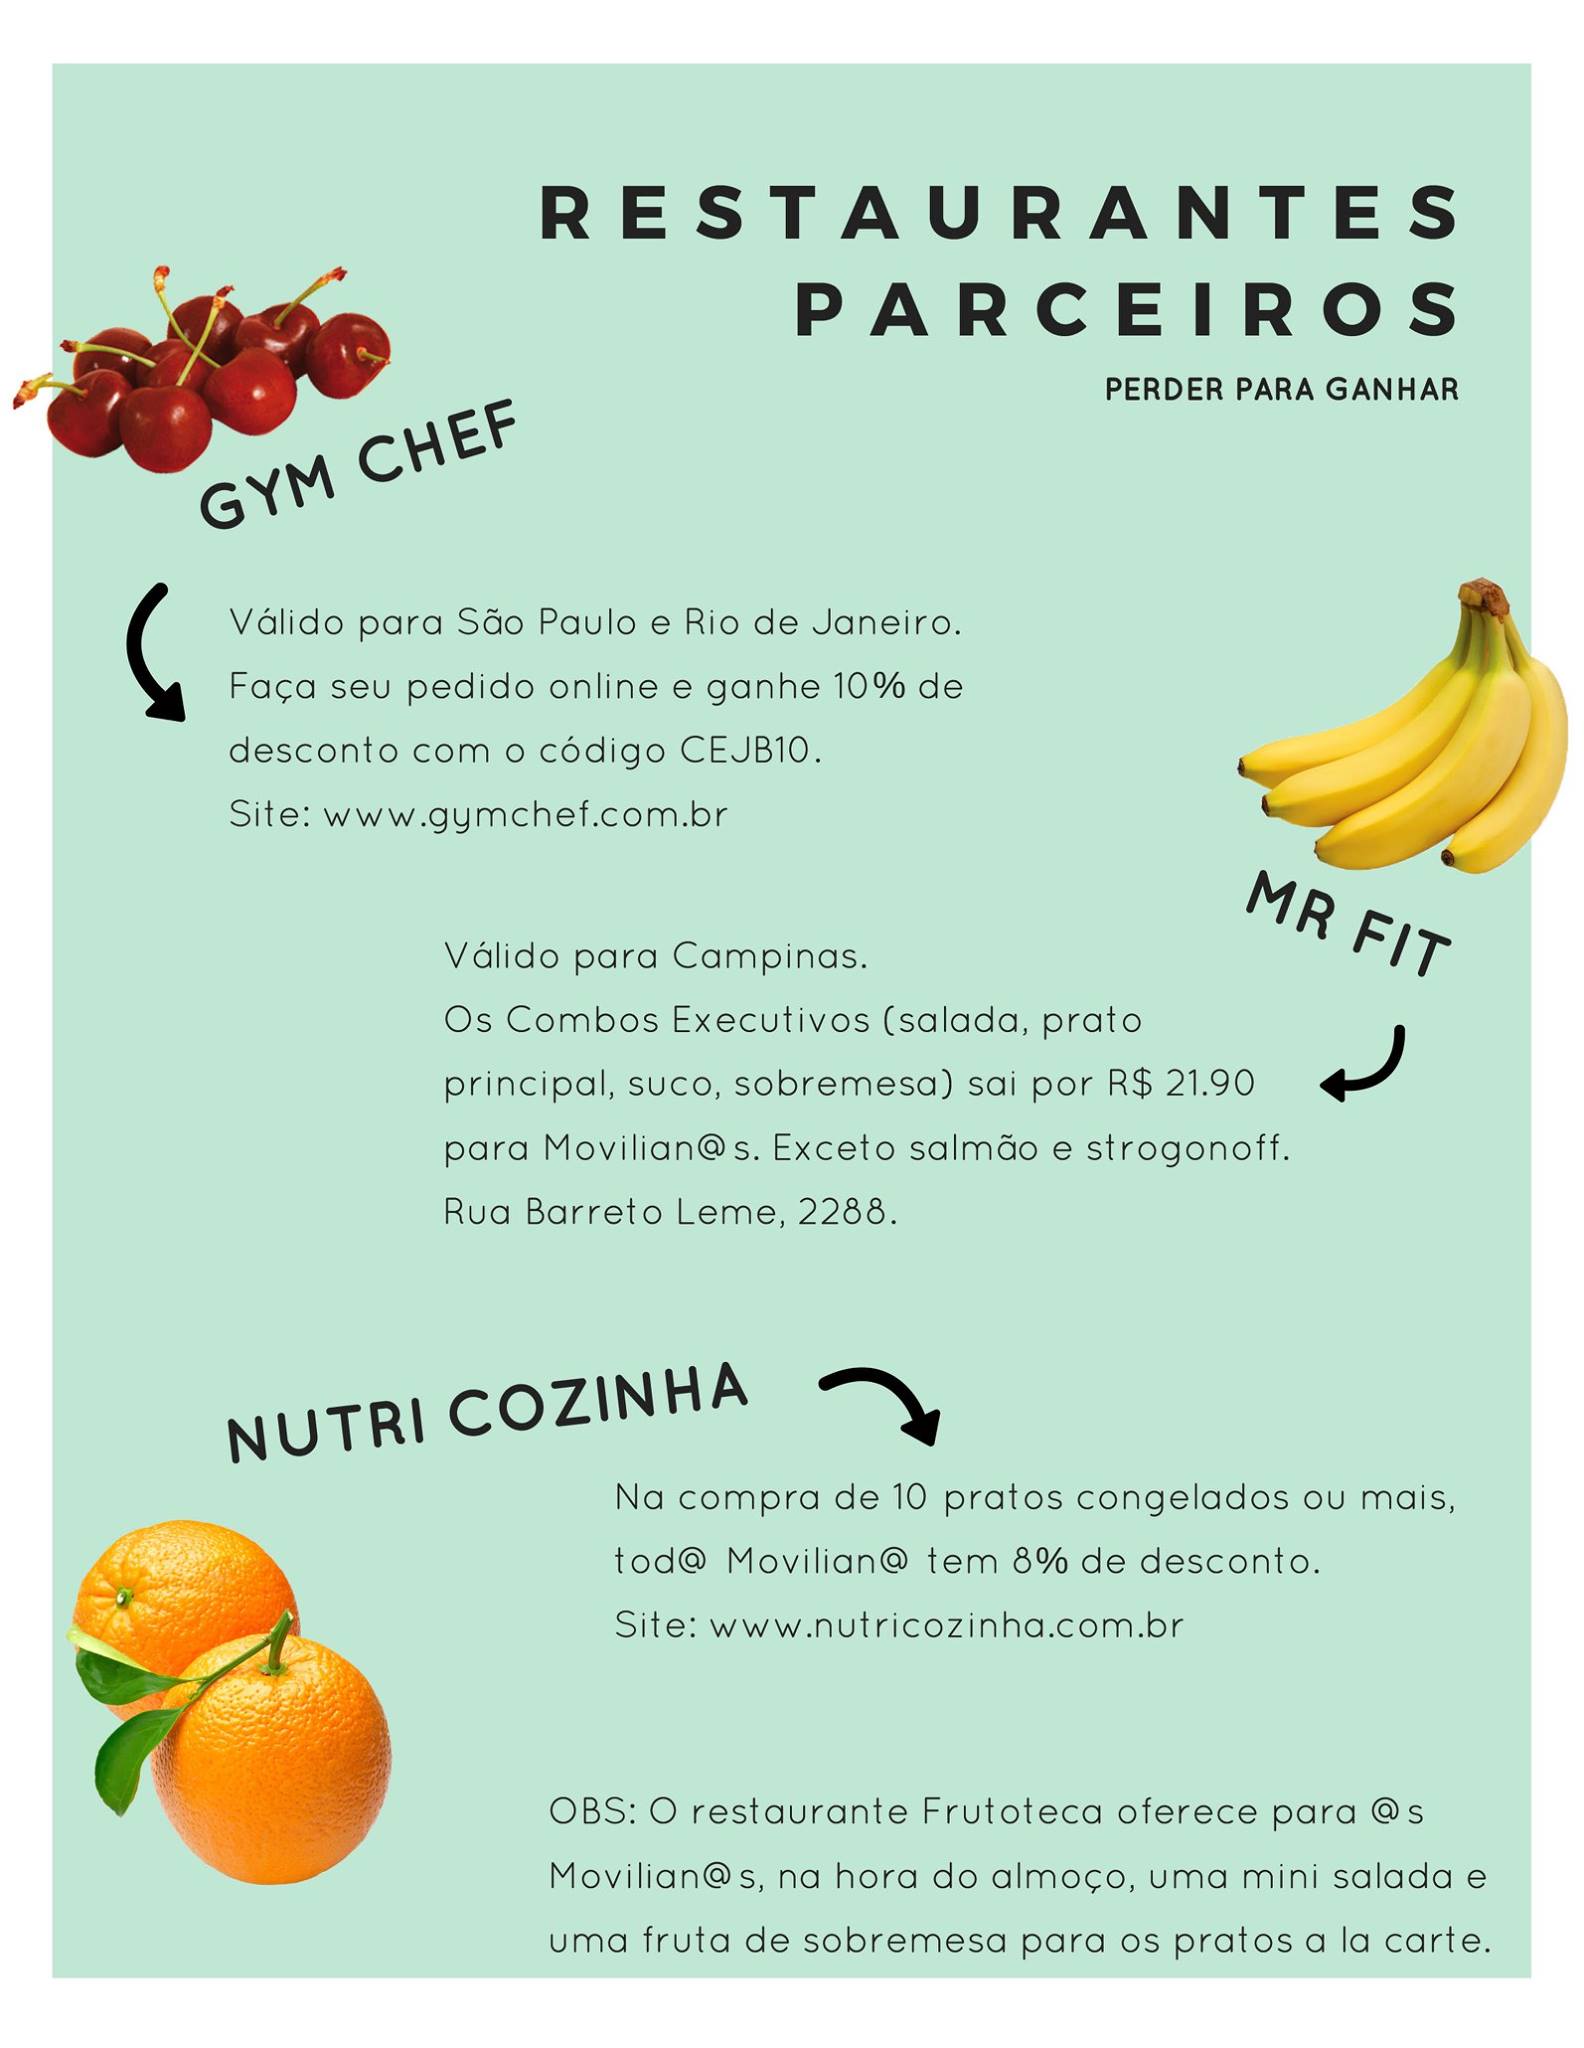 RESTAURANTES
PARCEIROS
PERDER PARA GANHAR
GYM CHEF
Válido para São Paulo e Rio de Janeiro.
Faça seu pedido online e ganhe 10% de
desconto com o código CEJB10.
Site: www.gymchef.com.br
MR FIT
Válido para Campinas.
Os Combos Executivos (salada, prato
principal, suco, sobremesa) sai por R$ 21.90
para Movilian@s. Exceto salmão e strogonoff.
Rua Barreto Leme, 2288.
NUTRI COZINHA
Na compra de 10 pratos congelados ou mais,
tod@ Movilian@ tem 8% de desconto.
Site: www.nutricozinha.com.br
OBS: O restaurante Frutoteca oferece para @s
Movilian@s, na hora do almoço, uma mini salada e
uma fruta de sobremesa para os pratos a la carte.